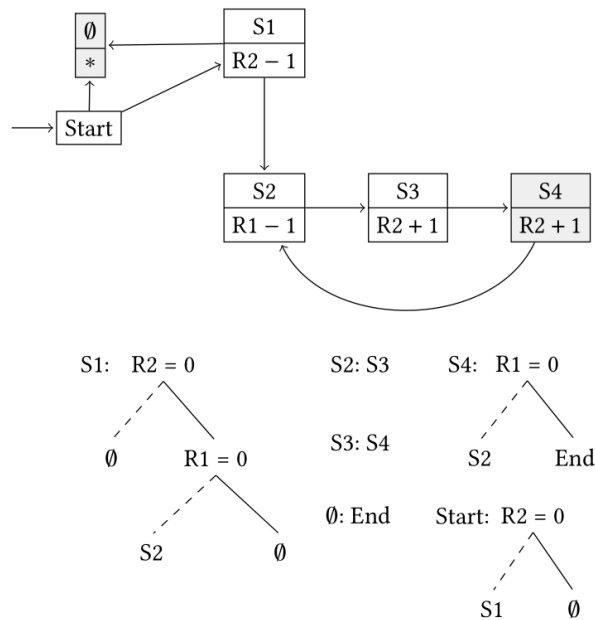 ∅
*
Start
S1
R2 − 1
S2
R1 − 1
S3
R2 + 1
S4
R2 + 1
S1: R2 = 0
∅ R1 = 0
S2 ∅
S2: S3
S3: S4
∅: End
S4: R1 = 0
S2 End
Start: R2 = 0
S1 ∅